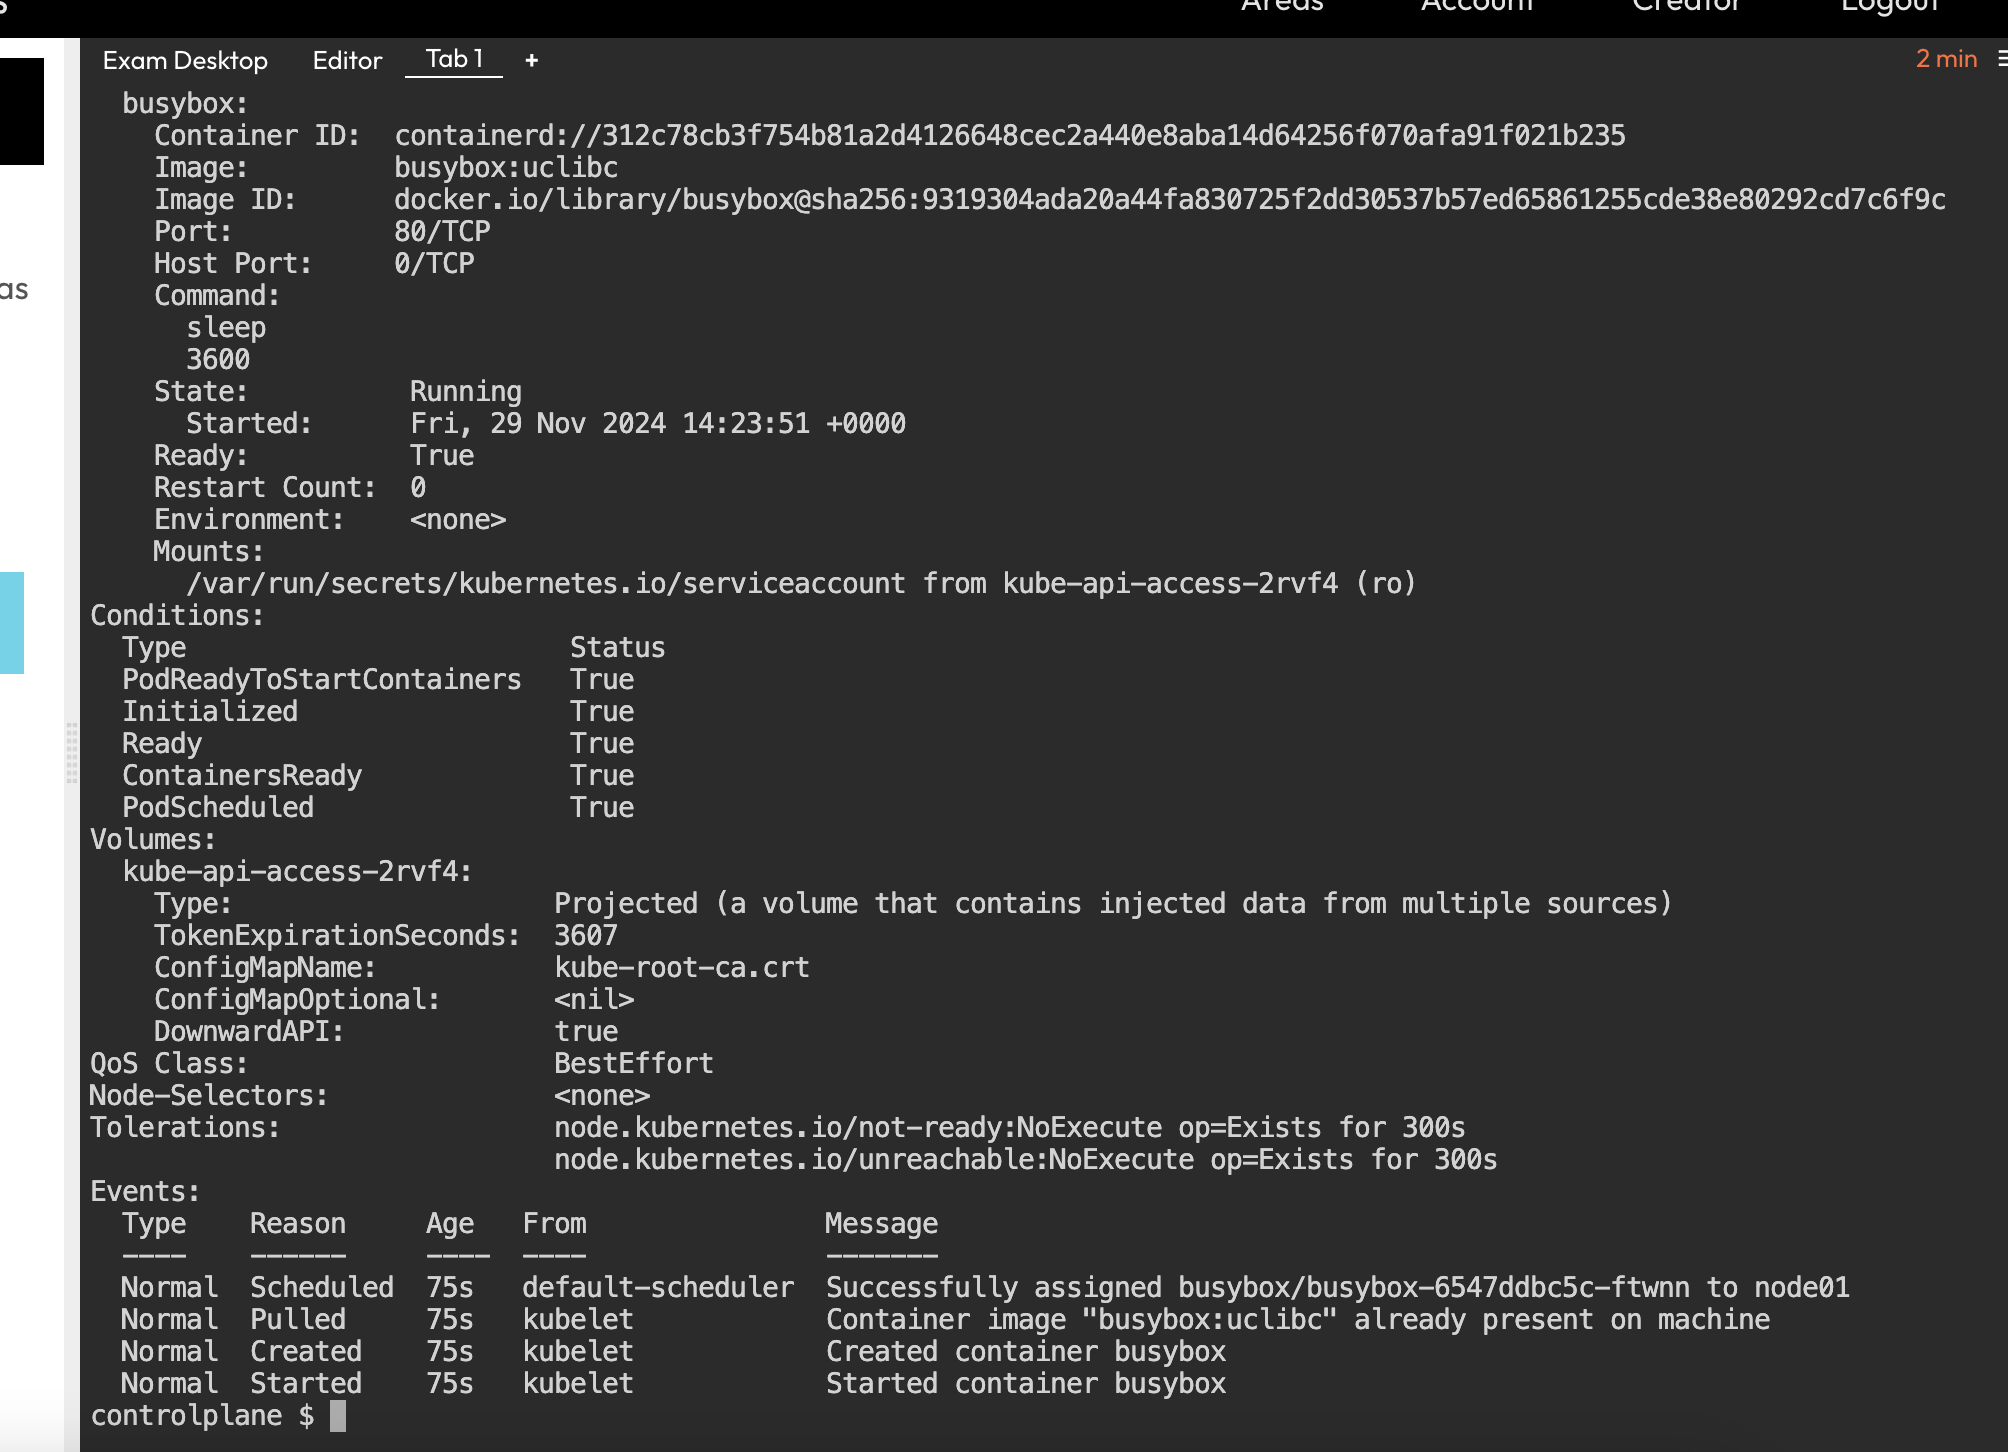 s
Areas Account Creator Logout
Exam Desktop Editor Tab 1 + 2 min
as
busybox:
Container ID: containerd://312c78cb3f754b81a2d4126648cec2a440e8aba14d64256f070afa91f021b235
Image: busybox:uclibc
Image ID: docker.io/library/busybox@sha256:9319304ada20a44fa830725f2dd30537b57ed65861255cde38e80292cd7c6f9c
Port: 80/TCP
Host Port: 0/TCP
Command:
sleep
3600
State: Running
Started: Fri, 29 Nov 2024 14:23:51 +0000
Ready: True
Restart Count: 0
Environment: <none>
Mounts:
/var/run/secrets/kubernetes.io/serviceaccount from kube-api-access-2rvf4 (ro)
Conditions:
Type Status
PodReadyToStartContainers True
Initialized True
Ready True
ContainersReady True
PodScheduled True
Volumes:
kube-api-access-2rvf4:
Type: Projected (a volume that contains injected data from multiple sources)
TokenExpirationSeconds: 3607
ConfigMapName: kube-root-ca.crt
ConfigMapOptional: <nil>
DownwardAPI: true
QoS Class: BestEffort
Node-Selectors: <none>
Tolerations: node.kubernetes.io/not-ready:NoExecute op=Exists for 300s
node.kubernetes.io/unreachable:NoExecute op=Exists for 300s
Events:
Type Reason Age From Message
---- ------ ---- ---- -------
Normal Scheduled 75s default-scheduler Successfully assigned busybox/busybox-6547ddbc5c-ftwnn to node01
Normal Pulled 75s kubelet Container image "busybox:uclibc" already present on machine
Normal Created 75s kubelet Created container busybox
Normal Started 75s kubelet Started container busybox
controlplane $